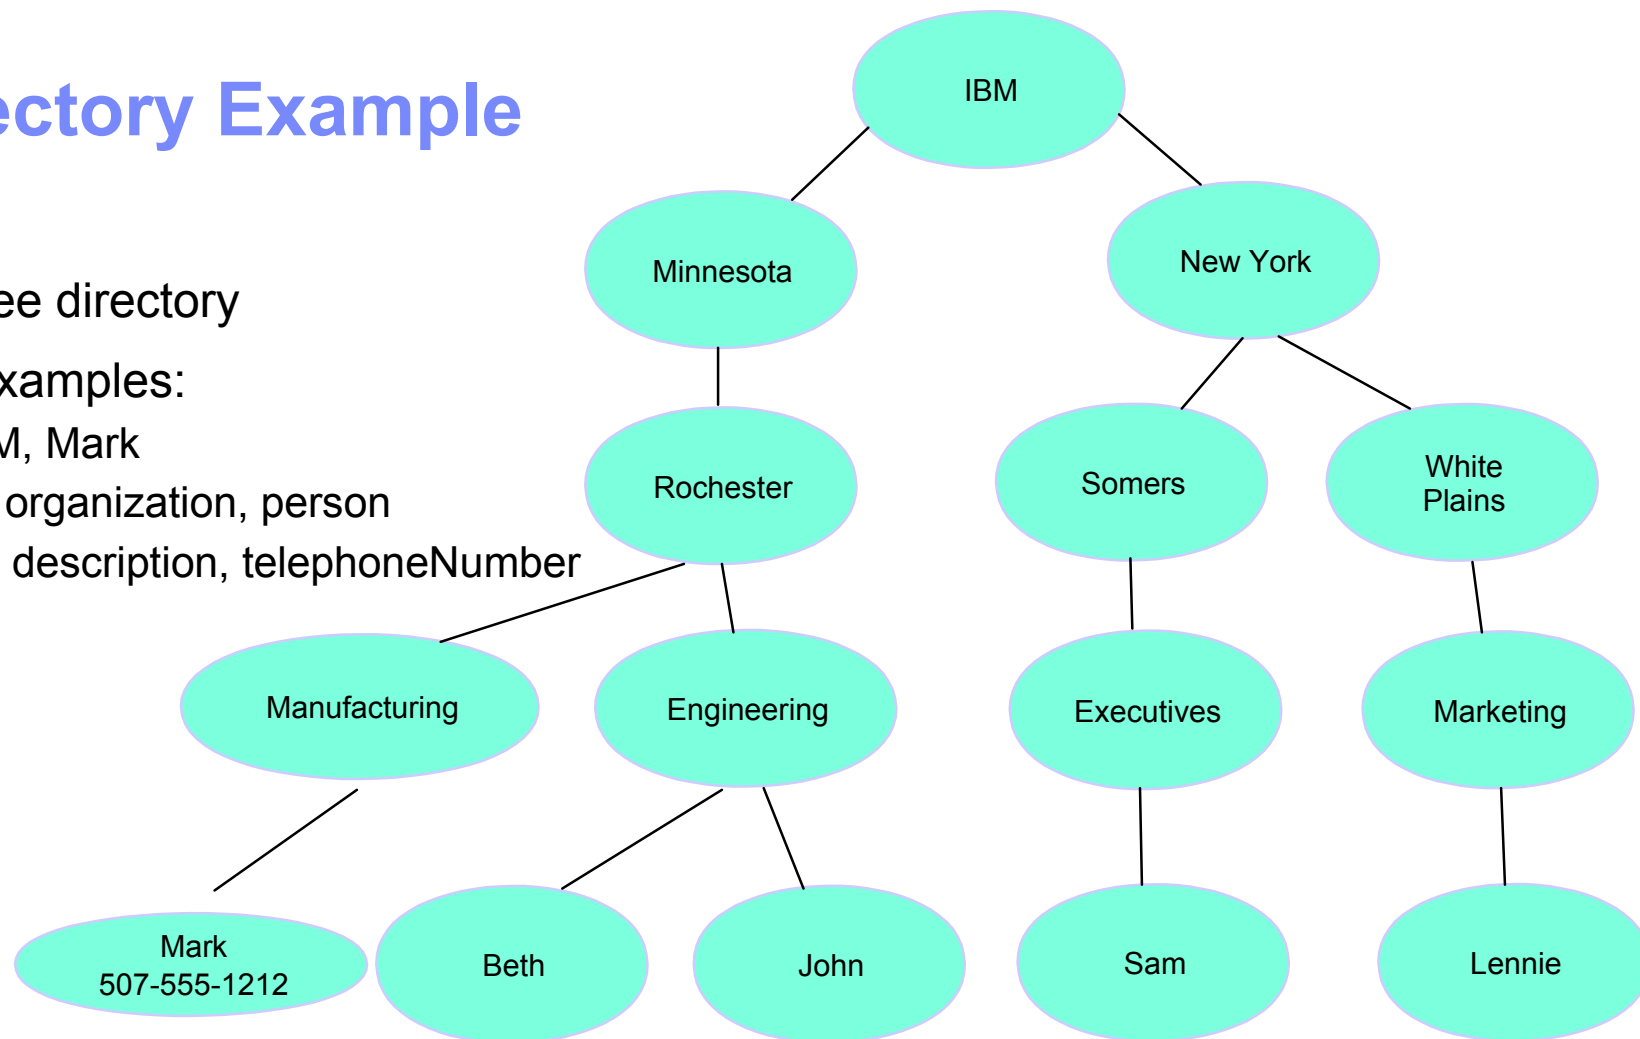 ectory Example
ee directory
xamples:
M, Mark
organization, person
description, telephoneNumber
IBM
Minnesota
New York
Rochester
Somers
White
Plains
Manufacturing
Engineering
Executives
Marketing
Mark
507-555-1212
Beth
John
Sam
Lennie